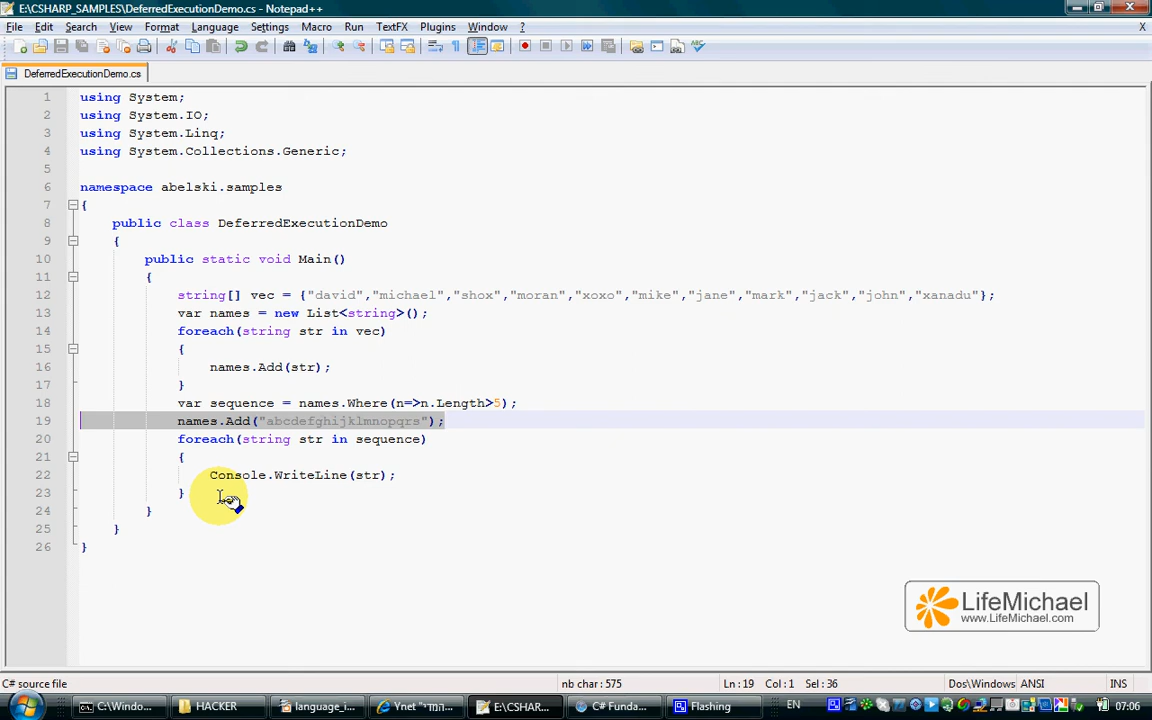 E:\CSHARP_SAMPLES\DeferredExecutionDemo.cs - Notepad++
File Edit Search View Format Language Settings Macro Run TextFX Plugins Window ? X
DeferredExecutionDemo.cs
1 using System;
2 using System.IO;
3 using System.Linq;
4 using System.Collections.Generic;
5
6 namespace abelski.samples
7 {
8 public class DeferredExecutionDemo
9 {
10 public static void Main()
11 {
12 string[] vec = {"david","michael","shox","moran","xoxo","mike","jane","mark","jack","john","xanadu"};
13 var names = new List<string>();
14 foreach(string str in vec)
15 {
16 names.Add(str);
17 }
18 var sequence = names.Where(n=>n.Length>5);
19 names.Add("abcdefghijklmnopqrs");
20 foreach(string str in sequence)
21 {
22 Console.WriteLine(str);
23 }
24 }
25 }
26 }
LifeMichael
www.LifeMichael.com
C# source file nb char : 575 Ln : 19 Col : 1 Sel : 36 Dos\Windows ANSI INS
C:\Windo... HACKER language_i... Ynet "המדי... E:\CSHAR... C# Funda... Flashing EN 07:06